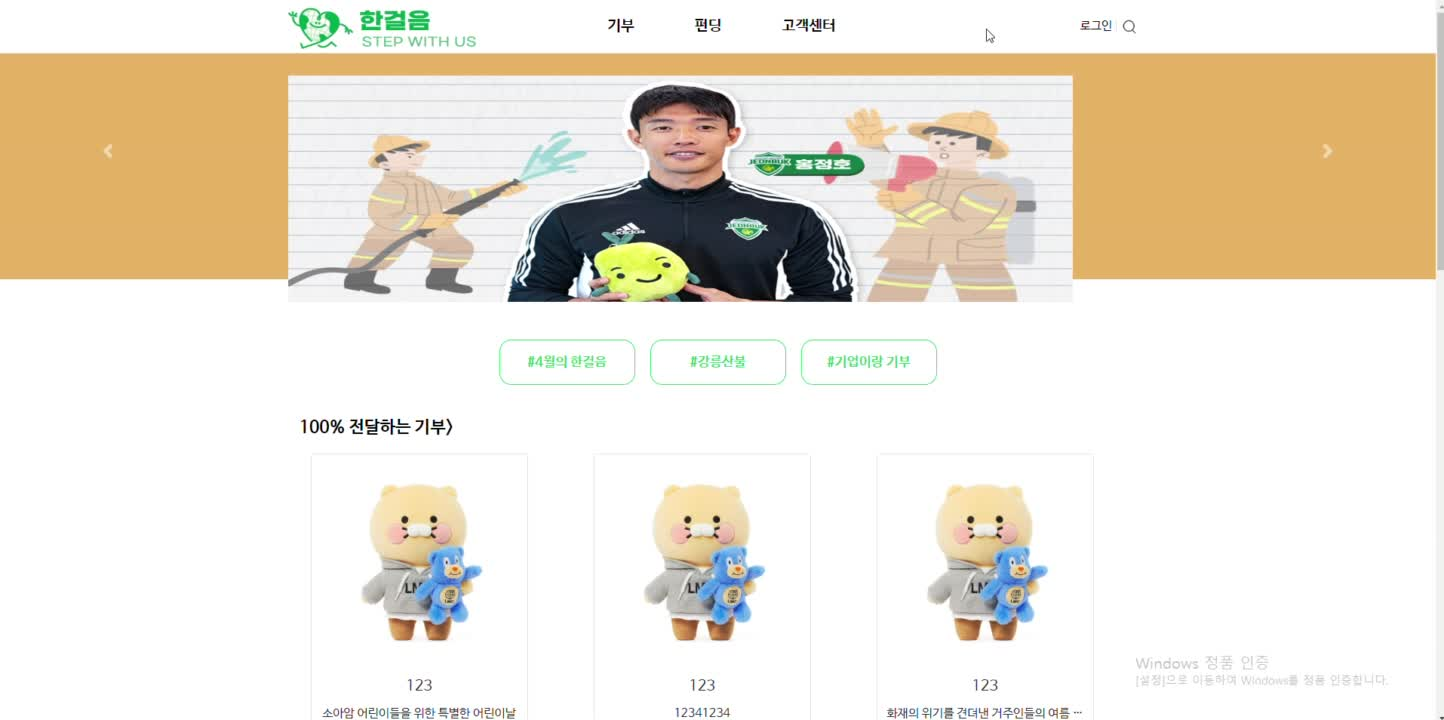 한걸음
STEP WITH US
기부
펀딩
고객센터
로그인
JEONBUK
홍정호
adidas
JEONBUK
#4월의 한걸음
#강릉산불
#기업이랑 기부
100% 전달하는 기부>
123
소아암 어린이들을 위한 특별한 어린이날
123
12341234
123
화재의 위기를 견뎌낸 거주인들의 여름 ...
Windows 정품 인증
[설정]으로 이동하여 Windows를 정품 인증합니다.